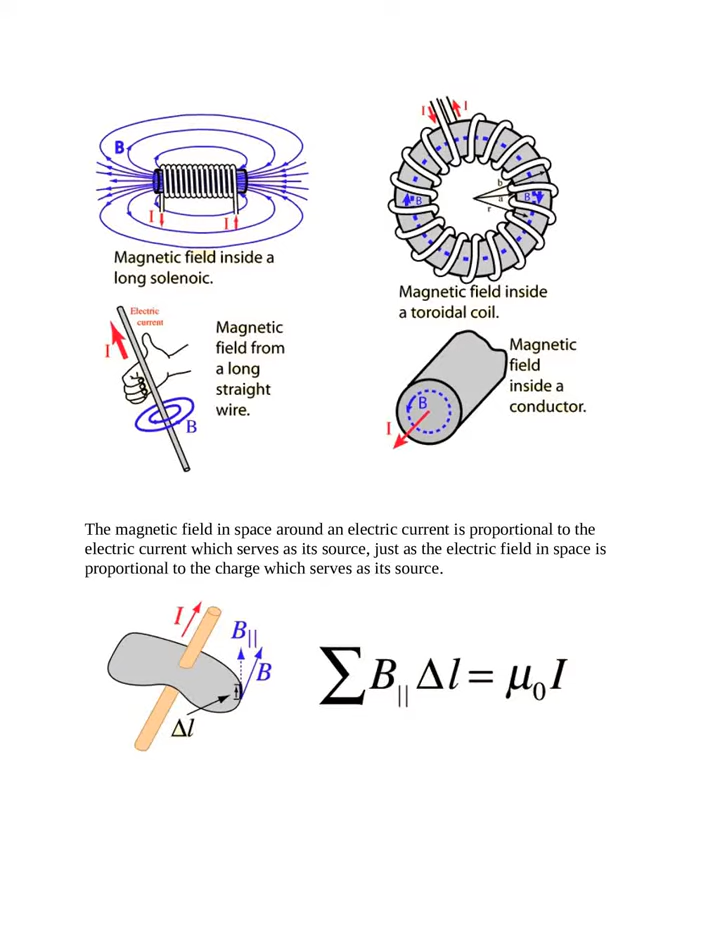 B
I
I
Magnetic field inside a
long solenoic.
I
I
B
b
a
r
B
Magnetic field inside
a toroidal coil.
Electric
current
I
B
Magnetic
field from
a long
straight
wire.
B
I
Magnetic
field
inside a
conductor.
The magnetic field in space around an electric current is proportional to the
electric current which serves as its source, just as the electric field in space is
proportional to the charge which serves as its source.
I
B||
B
Δl
∑B||Δl = μ₀I